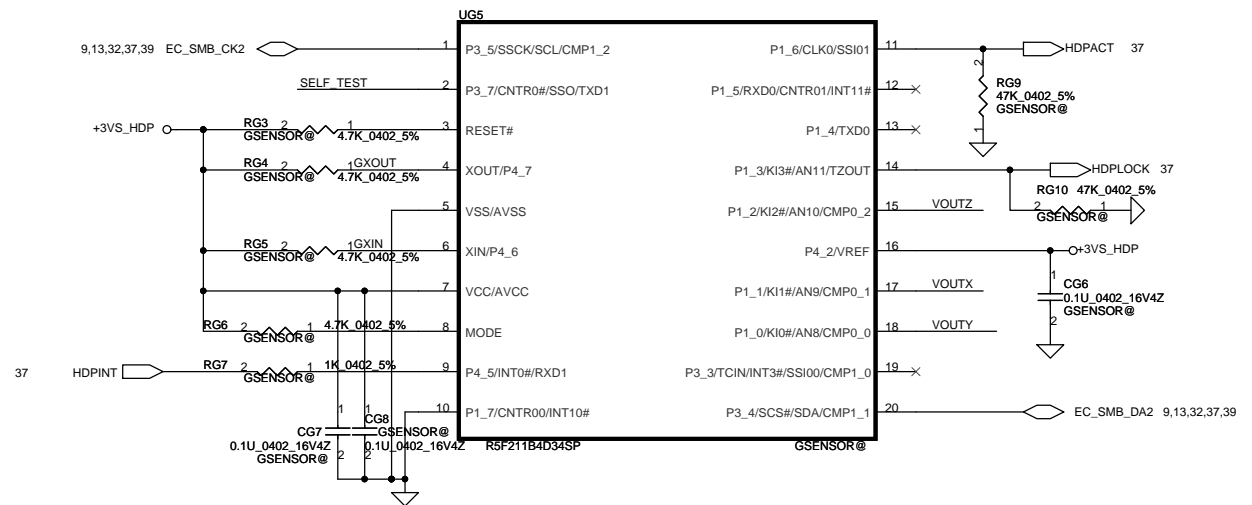 UG5
9,13,32,37,39 EC_SMB_CK2 1 P3_5/SSCK/SCL/CMP1_2 P1_6/CLK0/SSI01 11 HDPACT 37
SELF_TEST 2 P3_7/CNTR0#/SSO/TXD1 P1_5/RXD0/CNTR01/INT11# 12
2 1
RG9
47K_0402_5%
GSENSOR@
+3VS_HDP RG3 2 1 3 RESET# P1_4/TXD0 13
GSENSOR@ 4.7K_0402_5%
RG4 2 1 GXOUT 4 XOUT/P4_7 P1_3/KI3#/AN11/TZOUT 14 HDPLOCK 37
GSENSOR@ 4.7K_0402_5%
RG10 47K_0402_5%
2 1
GSENSOR@
5 VSS/AVSS P1_2/KI2#/AN10/CMP0_2 15 VOUTZ
RG5 2 1 GXIN 6 XIN/P4_6 P4_2/VREF 16 +3VS_HDP
GSENSOR@ 4.7K_0402_5%
7 VCC/AVCC P1_1/KI1#/AN9/CMP0_1 17 VOUTX
1 2
CG6
0.1U_0402_16V4Z
GSENSOR@
RG6 2 1 4.7K_0402_5% 8 MODE P1_0/KI0#/AN8/CMP0_0 18 VOUTY
GSENSOR@
37 HDPINT RG7 2 1 1K_0402_5% 9 P4_5/INT0#/RXD1 P3_3/TCIN/INT3#/SSI00/CMP1_0 19
GSENSOR@
10 P1_7/CNTR00/INT10# P3_4/SCS#/SDA/CMP1_1 20 EC_SMB_DA2 9,13,32,37,39
1 1
CG8
CG7 GSENSOR@
0.1U_0402_16V4Z 0.1U_0402_16V4Z
GSENSOR@ 2 2
R5F211B4D34SP GSENSOR@